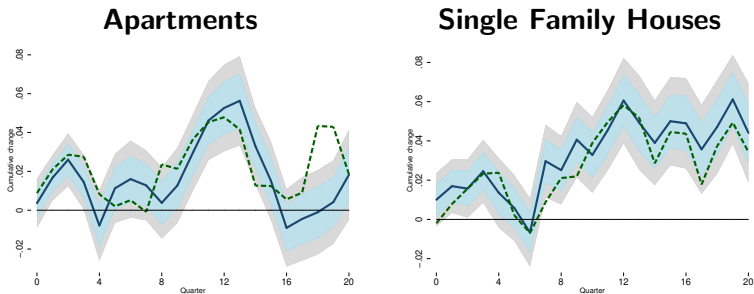 Apartments
Cumulative change
-.02 0 .02 .04 .06 .08
0 4 8 12 16 20
Quarter
Single Family Houses
Cumulative change
-.02 0 .02 .04 .06 .08
0 4 8 12 16 20
Quarter